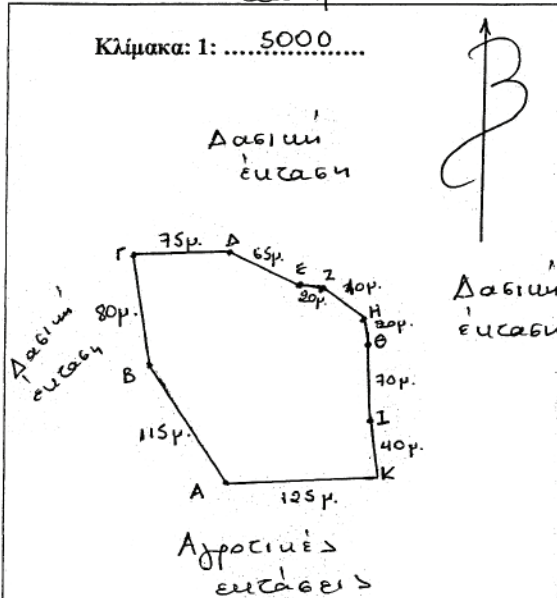 Κλίμακα: 1: ....5000....
β
Δασική
έκταση
Γ
75μ.
Δ
65μ.
Ε
20μ.
Ζ
40μ.
Η
20μ.
Θ
70μ.
Ι
40μ.
Κ
125μ.
Α
115μ.
Β
80μ.
Δασική
έκταση
Δασική
έκταση
Αγροτικές
εκτάσεις